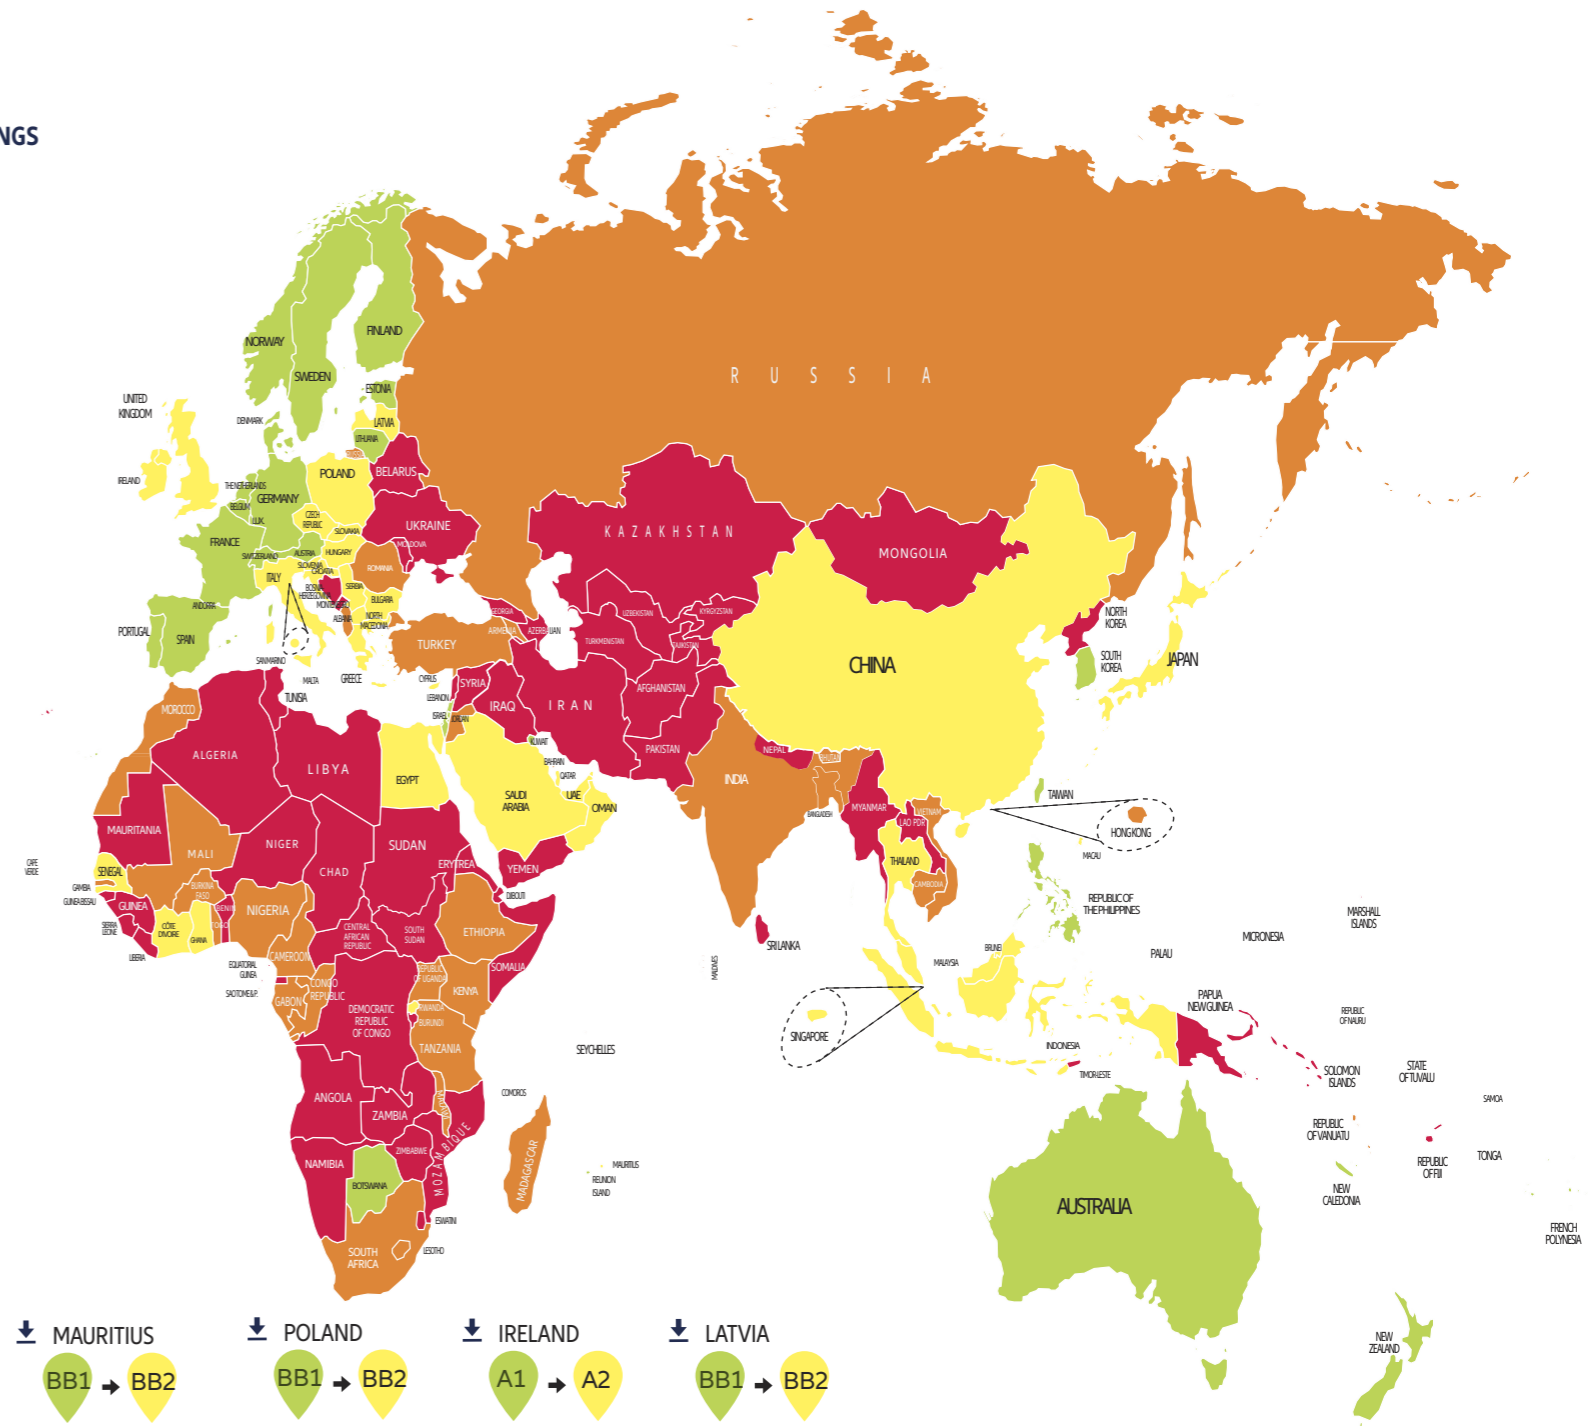 NGS
NORWAY
SWEDEN
FINLAND
RUSSIA
UNITED
KINGDOM
DENMARK
ESTONIA
LATVIA
LITHUANIA
IRELAND
THE NETHERLANDS
BELGIUM
LUX.
GERMANY
POLAND
BELARUS
UKRAINE
MOLDOVA
CZECH
REPUBLIC
SLOVAKIA
FRANCE
SWITZERLAND
AUSTRIA
HUNGARY
SLOVENIA
CROATIA
ROMANIA
ITALY
BOSNIA
HERZEGOVINA
SERBIA
MONTENEGRO
BULGARIA
ALBANIA
NORTH
MACEDONIA
ANDORRA
PORTUGAL
SPAIN
SAN MARINO
MALTA
GREECE
CYPRUS
TURKEY
GEORGIA
ARMENIA
AZERBAIJAN
KAZAKHSTAN
UZBEKISTAN
KYRGYZSTAN
TURKMENISTAN
TAJIKISTAN
AFGHANISTAN
MONGOLIA
CHINA
NORTH
KOREA
SOUTH
KOREA
JAPAN
TUNISIA
MOROCCO
ALGERIA
LIBYA
EGYPT
LEBANON
ISRAEL
SYRIA
JORDAN
IRAQ
IRAN
KUWAIT
BAHRAIN
QATAR
SAUDI
ARABIA
UAE
OMAN
YEMEN
PAKISTAN
NEPAL
BHUTAN
INDIA
BANGLADESH
MYANMAR
LAO PDR
VIETNAM
THAILAND
CAMBODIA
TAIWAN
HONG KONG
MACAU
CAPE
VERDE
MAURITANIA
MALI
NIGER
CHAD
SUDAN
ERYTREA
DJIBOUTI
SENEGAL
GAMBIA
GUINEA BISSAU
GUINEA
SIERRA
LEONE
LIBERIA
CÔTE
D'IVOIRE
BURKINA
FASO
GHANA
TOGO
BENIN
NIGERIA
CAMEROON
CENTRAL
AFRICAN
REPUBLIC
SOUTH
SUDAN
ETHIOPIA
SOMALIA
EQUATORIAL
GUINEA
SAO TOME & P.
GABON
CONGO
REPUBLIC
DEMOCRATIC
REPUBLIC
OF CONGO
REPUBLIC
OF UGANDA
KENYA
RWANDA
BURUNDI
TANZANIA
SRI LANKA
MALDIVES
SEYCHELLES
COMOROS
ANGOLA
ZAMBIA
MALAWI
ZIMBABWE
MOZAMBIQUE
MADAGASCAR
MAURITIUS
REUNION
ISLAND
NAMIBIA
BOTSWANA
ESWATINI
LESOTHO
SOUTH
AFRICA
REPUBLIC OF
THE PHILIPPINES
BRUNEI
MALAYSIA
SINGAPORE
INDONESIA
TIMOR-LESTE
PALAU
MICRONESIA
MARSHALL
ISLANDS
PAPUA
NEW GUINEA
REPUBLIC
OF NAURU
SOLOMON
ISLANDS
STATE
OF TUVALU
SAMOA
REPUBLIC
OF VANUATU
REPUBLIC
OF FIJI
TONGA
NEW
CALEDONIA
FRENCH
POLYNESIA
AUSTRALIA
NEW
ZEALAND
MAURITIUS
BB1
BB2
POLAND
BB1
BB2
IRELAND
A1
A2
LATVIA
BB1
BB2